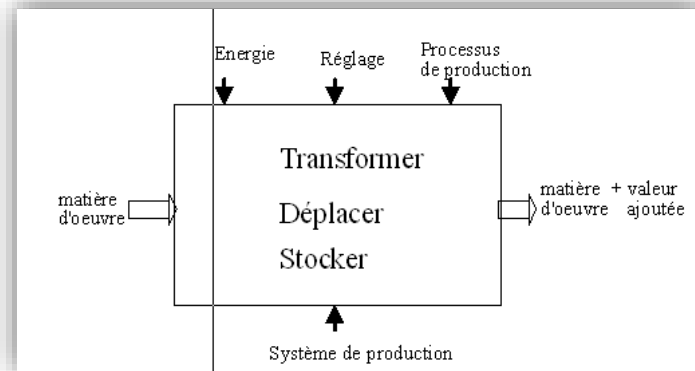 Energie
Réglage
Processus
de production
Transformer
Déplacer
Stocker
matière
d'oeuvre
matière + valeur
d'oeuvre ajoutée
Système de production